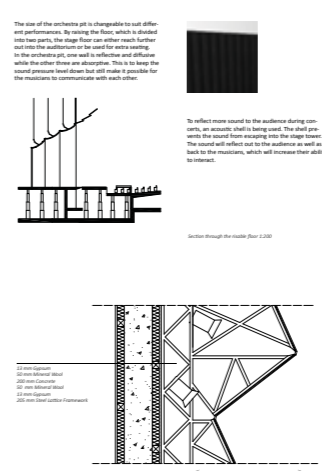 The size of the orchestra pit is changeable to suit differ-
ent performances. By raising the floor, which is divided
into two parts, the stage floor can either reach further
out into the auditorium or be used for extra seating.
In the orchestra pit, one wall is reflective and diffusive
while the other three are absorptive. This is to keep the
sound pressure level down but still make it possible for
the musicians to communicate with each other.
To reflect more sound to the audience during con-
certs, an acoustic shell is being used. The shell pre-
vents the sound from escaping into the stage tower.
The sound will reflect out to the audience as well as
back to the musicians, which will increase their abili
to interact.
Section through the movable floor 1:200
13 mm Gypsum
50 mm Mineral Wool
200 mm Concrete
50 mm Mineral Wool
13 mm Gypsum
205 mm Steel Lattice Framework